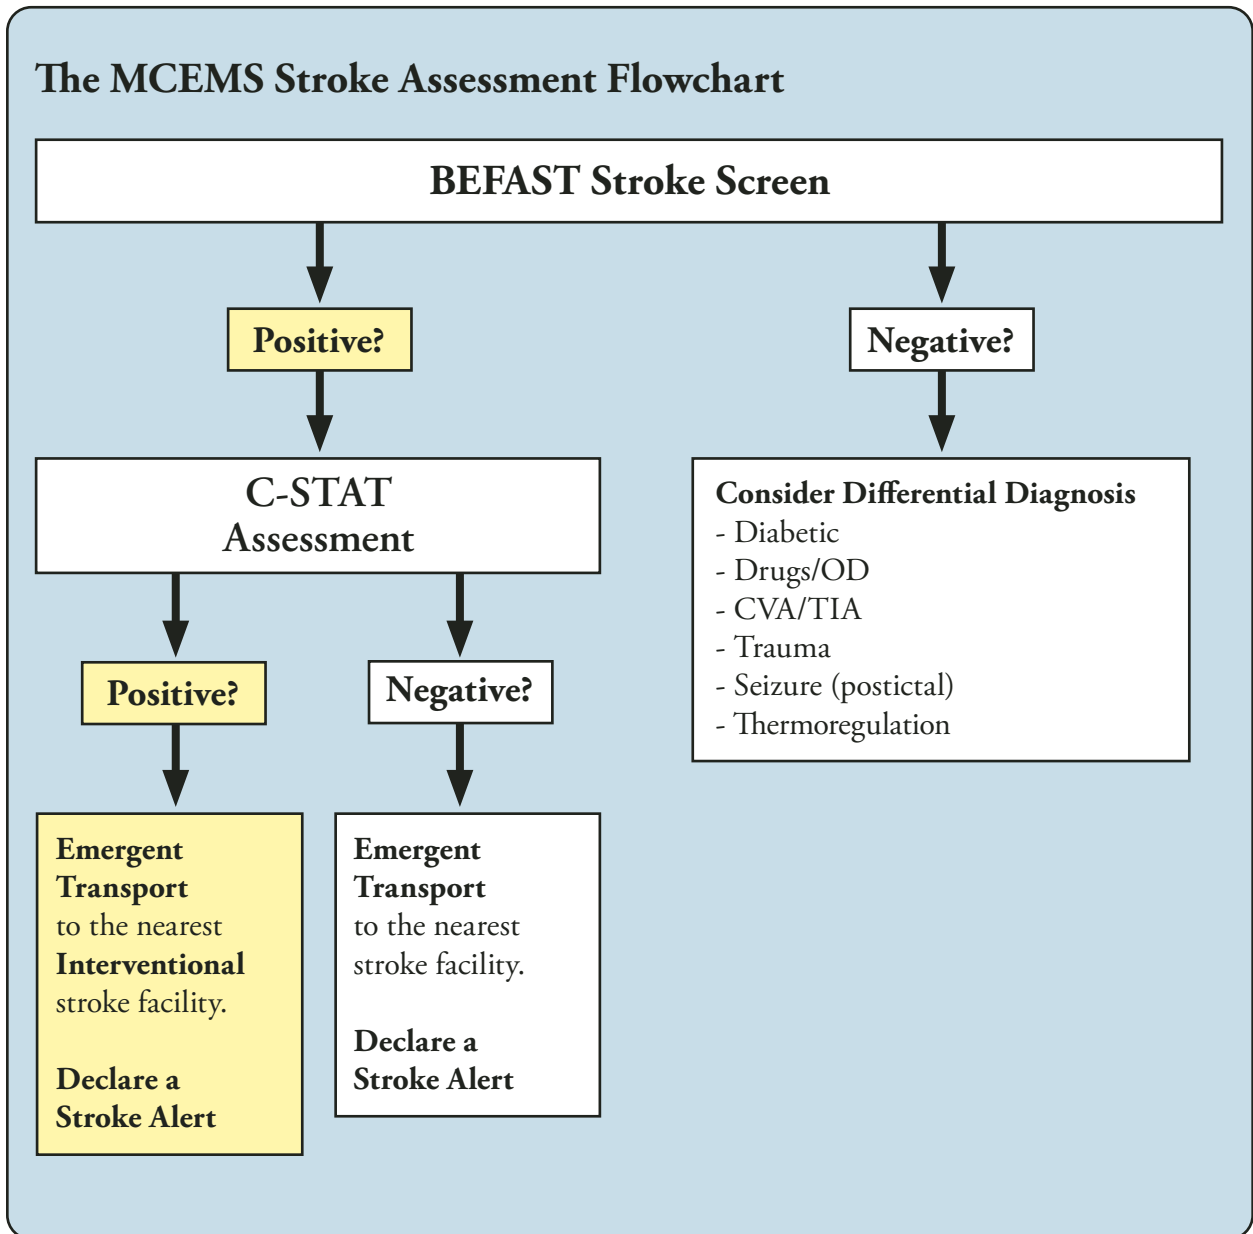 The MCEMS Stroke Assessment Flowchart
BEFAST Stroke Screen
Positive?
Negative?
C-STAT
Assessment
Consider Differential Diagnosis
- Diabetic
- Drugs/OD
- CVA/TIA
- Trauma
- Seizure (postictal)
- Thermoregulation
Positive?
Negative?
Emergent
Transport
to the nearest
Interventional
stroke facility.
Declare a
Stroke Alert
Emergent
Transport
to the nearest
stroke facility.
Declare a
Stroke Alert